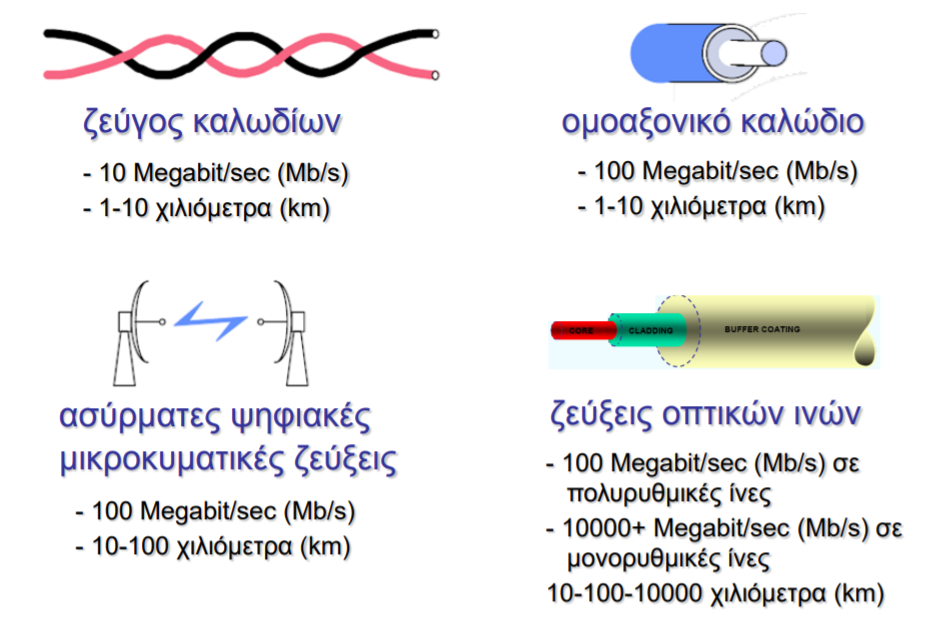 ζεύγος καλωδίων
- 10 Megabit/sec (Mb/s)
- 1-10 χιλιόμετρα (km)
ομοαξονικό καλώδιο
- 100 Megabit/sec (Mb/s)
- 1-10 χιλιόμετρα (km)
ασύρματες ψηφιακές
μικροκυματικές ζεύξεις
- 100 Megabit/sec (Mb/s)
- 10-100 χιλιόμετρα (km)
CORE CLADDING BUFFER COATING
ζεύξεις οπτικών ινών
- 100 Megabit/sec (Mb/s) σε
πολυρυθμικές ίνες
- 10000+ Megabit/sec (Mb/s) σε
μονορυθμικές ίνες
10-100-10000 χιλιόμετρα (km)